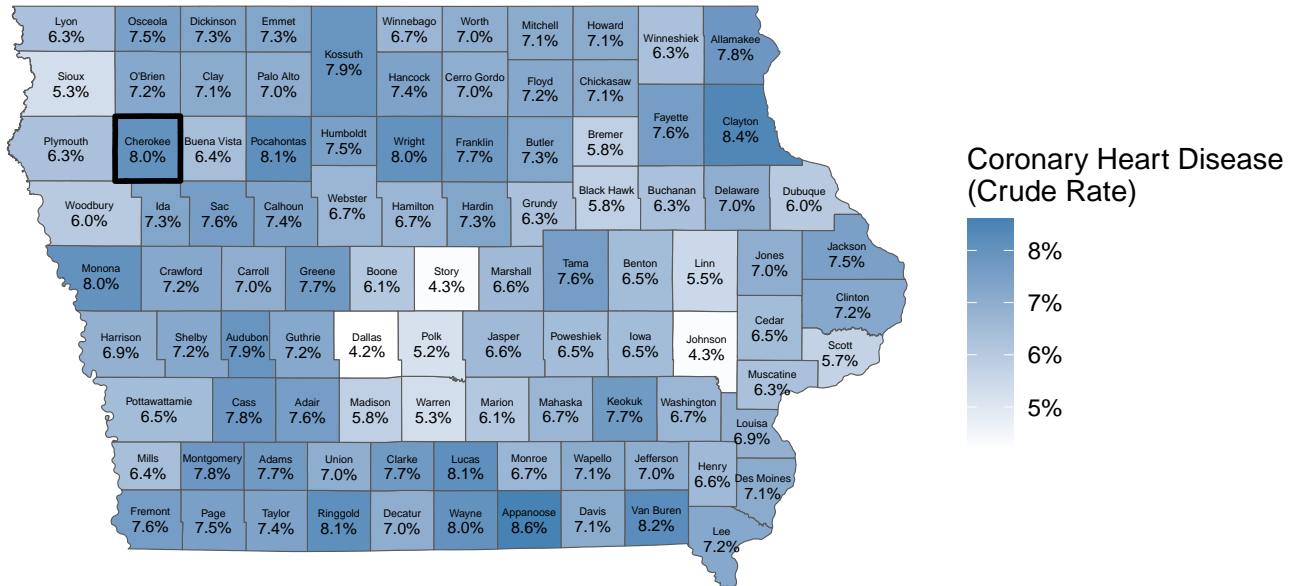 Lyon
6.3%
Osceola
7.5%
Dickinson
7.3%
Emmet
7.3%
Kossuth
7.9%
Winnebago
6.7%
Worth
7.0%
Mitchell
7.1%
Howard
7.1%
Winneshiek
6.3%
Allamakee
7.8%
Sioux
5.3%
O'Brien
7.2%
Clay
7.1%
Palo Alto
7.0%
Hancock
7.4%
Cerro Gordo
7.0%
Floyd
7.2%
Chickasaw
7.1%
Fayette
7.6%
Clayton
8.4%
Plymouth
6.3%
Cherokee
8.0%
Buena Vista
6.4%
Pocahontas
8.1%
Humboldt
7.5%
Wright
8.0%
Franklin
7.7%
Butler
7.3%
Bremer
5.8%
Woodbury
6.0%
Ida
7.3%
Sac
7.6%
Calhoun
7.4%
Webster
6.7%
Hamilton
6.7%
Hardin
7.3%
Grundy
6.3%
Black Hawk
5.8%
Buchanan
6.3%
Delaware
7.0%
Dubuque
6.0%
Monona
8.0%
Crawford
7.2%
Carroll
7.0%
Greene
7.7%
Boone
6.1%
Story
4.3%
Marshall
6.6%
Tama
7.6%
Benton
6.5%
Linn
5.5%
Jones
7.0%
Jackson
7.5%
Clinton
7.2%
Harrison
6.9%
Shelby
7.2%
Audubon
7.9%
Guthrie
7.2%
Dallas
4.2%
Polk
5.2%
Jasper
6.6%
Poweshiek
6.5%
Iowa
6.5%
Johnson
4.3%
Cedar
6.5%
Scott
5.7%
Muscatine
6.3%
Pottawattamie
6.5%
Cass
7.8%
Adair
7.6%
Madison
5.8%
Warren
5.3%
Marion
6.1%
Mahaska
6.7%
Keokuk
7.7%
Washington
6.7%
Louisa
6.9%
Mills
6.4%
Montgomery
7.8%
Adams
7.7%
Union
7.0%
Clarke
7.7%
Lucas
8.1%
Monroe
6.7%
Wapello
7.1%
Jefferson
7.0%
Henry
6.6%
Des Moines
7.1%
Fremont
7.6%
Page
7.5%
Taylor
7.4%
Ringgold
8.1%
Decatur
7.0%
Wayne
8.0%
Appanoose
8.6%
Davis
7.1%
Van Buren
8.2%
Lee
7.2%
Coronary Heart Disease
(Crude Rate)
8%
7%
6%
5%